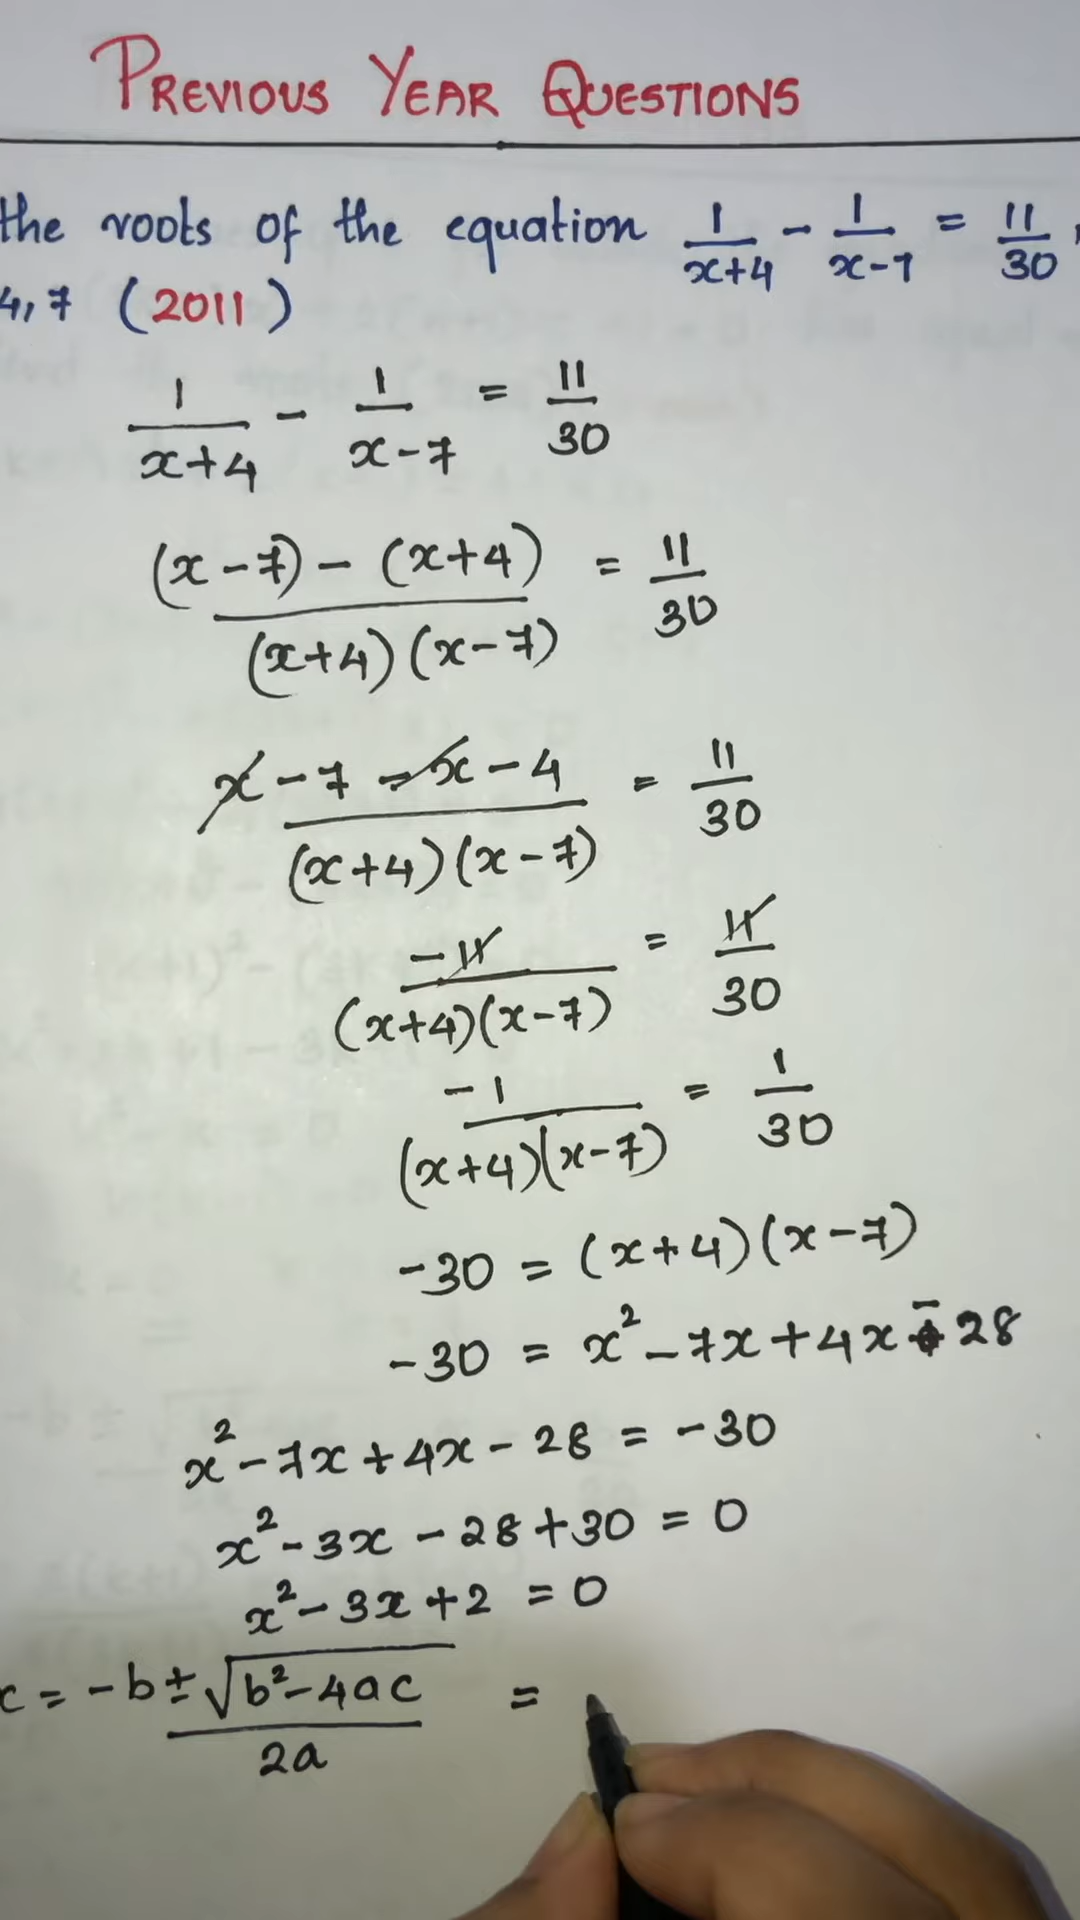 PREVIOUS YEAR QUESTIONS
the roots of the equation 1/(x+4) - 1/(x-7) = 11/30,
4,7 (2011)
1/(x+4) - 1/(x-7) = 11/30
((x-7) - (x+4))/((x+4)(x-7)) = 11/30
(x-7-x-4)/((x+4)(x-7)) = 11/30
-11/((x+4)(x-7)) = 11/30
-1/((x+4)(x-7)) = 1/30
-30 = (x+4)(x-7)
-30 = x²-7x+4x-28
x²-7x+4x-28 = -30
x²-3x-28+30 = 0
x²-3x+2 = 0
x = (-b±√(b²-4ac))/2a =